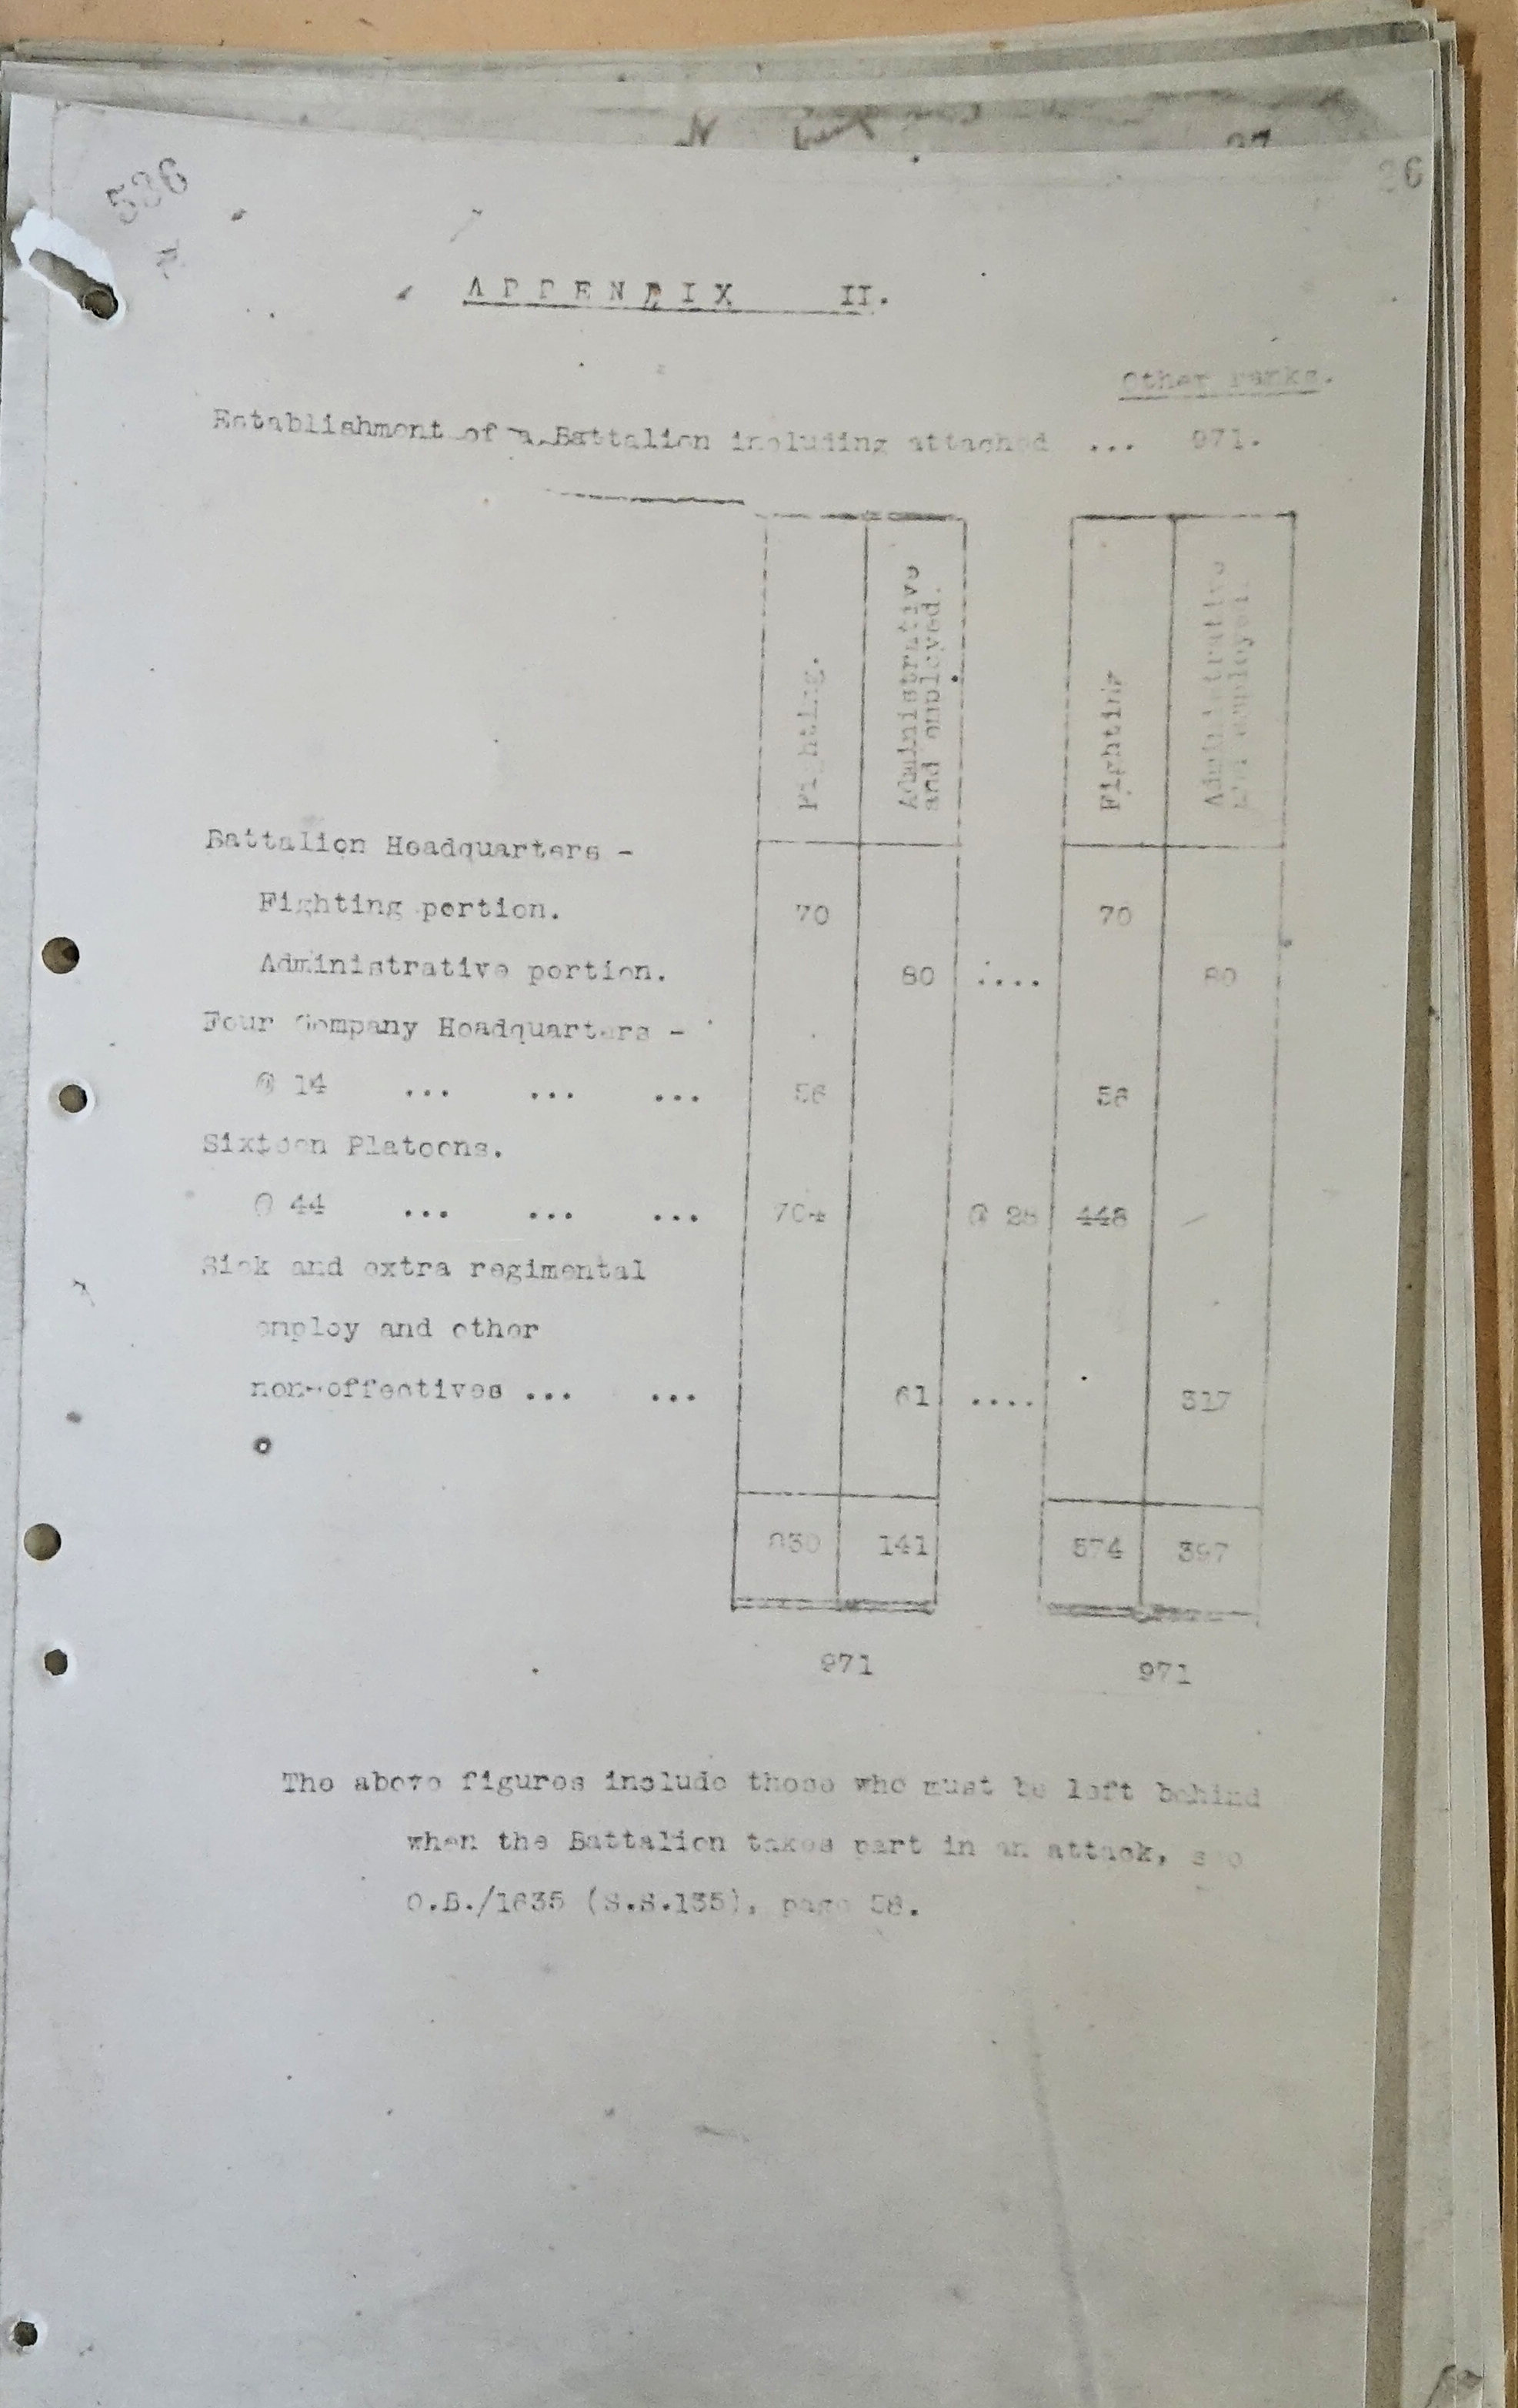 536
26
APPENDIX II.
Other ranks.
Establishment of a Battalion including attached ... 971.
Fighting. Administrative and employed. Fighting Administrative and employed.
Battalion Headquarters -
Fighting portion. 70 70
Administrative portion. 80 .... 80
Four Company Headquarters -
@ 14 ... ... ... 56 56
Sixteen Platoons.
@ 44 ... ... ... 704 @ 28 448
Sick and extra regimental
employ and other
non-effectives ... ... 61 .... 317
830 141 574 397
971 971
The above figures include those who must be left behind
when the Battalion takes part in an attack, see
O.B./1635 (S.S.135), page 58.